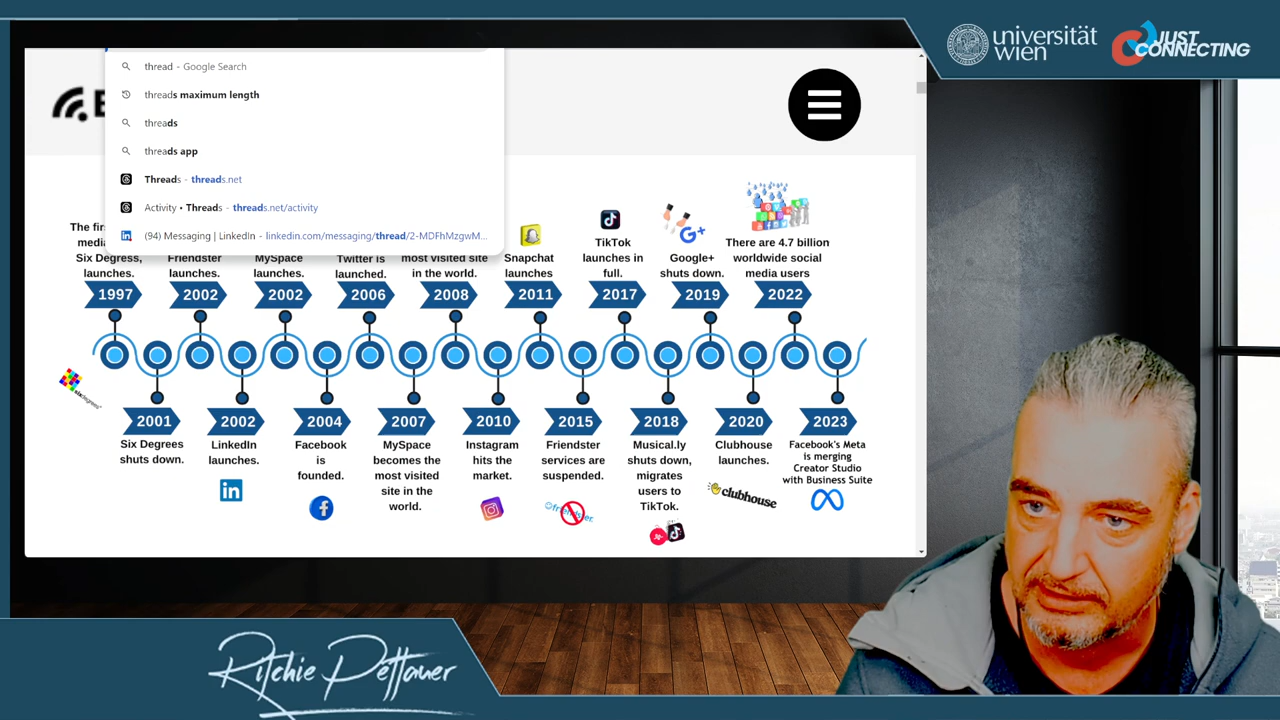 universität
wien
JUST
CONNECTING
thread - Google Search
threads maximum length
threads
threads app
Threads - threads.net
Activity • Threads - threads.net/activity
(94) Messaging | LinkedIn - linkedin.com/messaging/thread/2-MDFhMzgwM...
The fir
media
Six Degress,
launches.
Friendster
launches.
MySpace
launches.
Twitter is
launched.
most visited site
in the world.
Snapchat
launches
TikTok
launches in
full.
Google+
shuts down.
There are 4.7 billion
worldwide social
media users
1997
2002
2002
2006
2008
2011
2017
2019
2022
2001
2002
2004
2007
2010
2015
2018
2020
2023
Six Degrees
shuts down.
LinkedIn
launches.
Facebook
is
founded.
MySpace
becomes the
most visited
site in the
world.
Instagram
hits the
market.
Friendster
services are
suspended.
Musical.ly
shuts down,
migrates
users to
TikTok.
Clubhouse
launches.
clubhouse
Facebook's Meta
is merging
Creator Studio
with Business Suite
Ritchie Pettauer